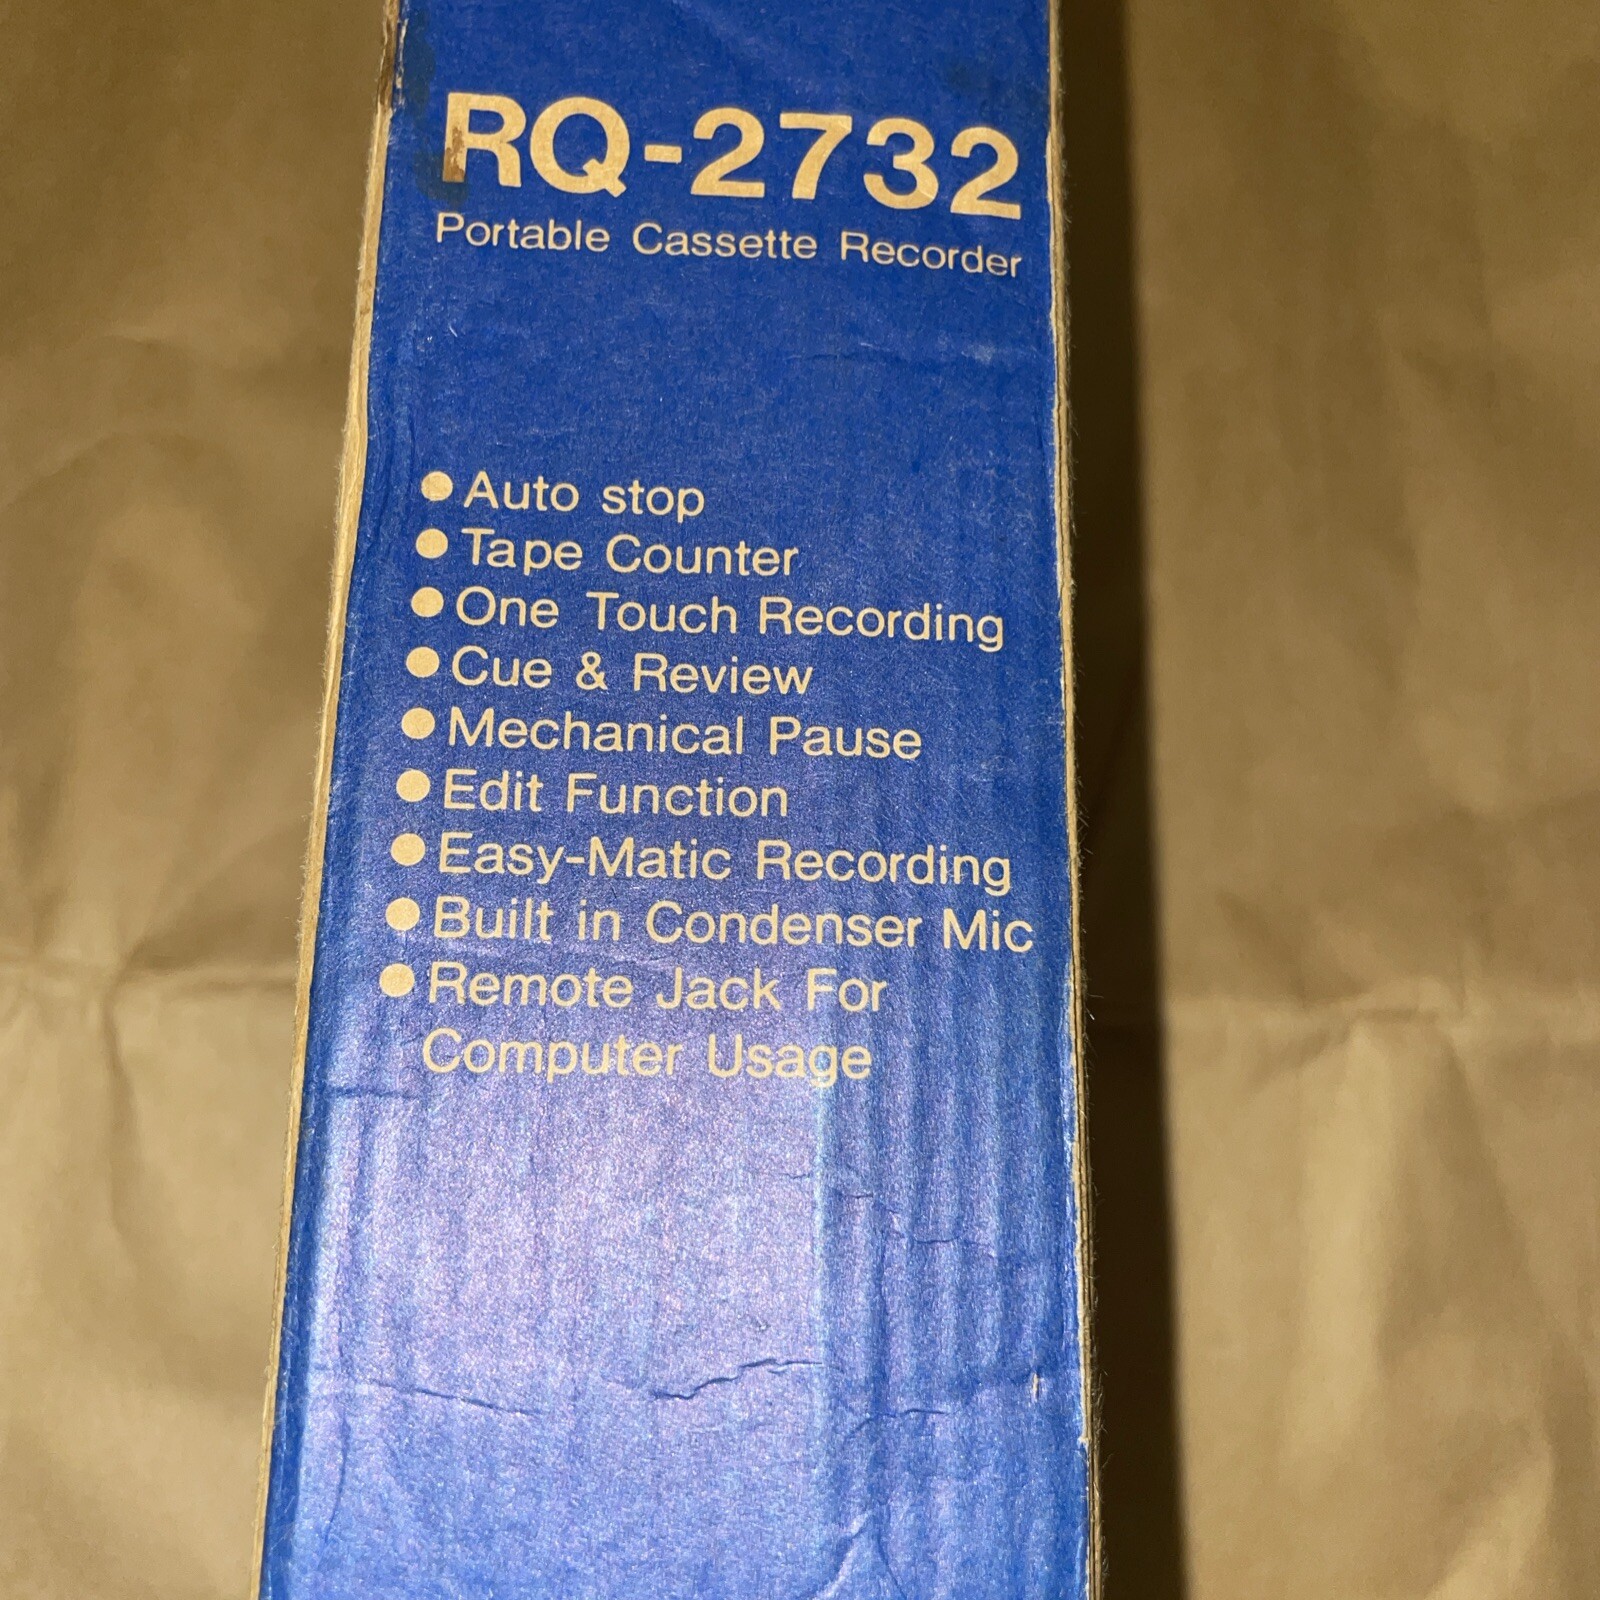 RQ-2732
Portable Cassette Recorder
● Auto stop
● Tape Counter
● One Touch Recording
● Cue & Review
● Mechanical Pause
● Edit Function
● Easy-Matic Recording
● Built in Condenser Mic
● Remote Jack For
Computer Usage